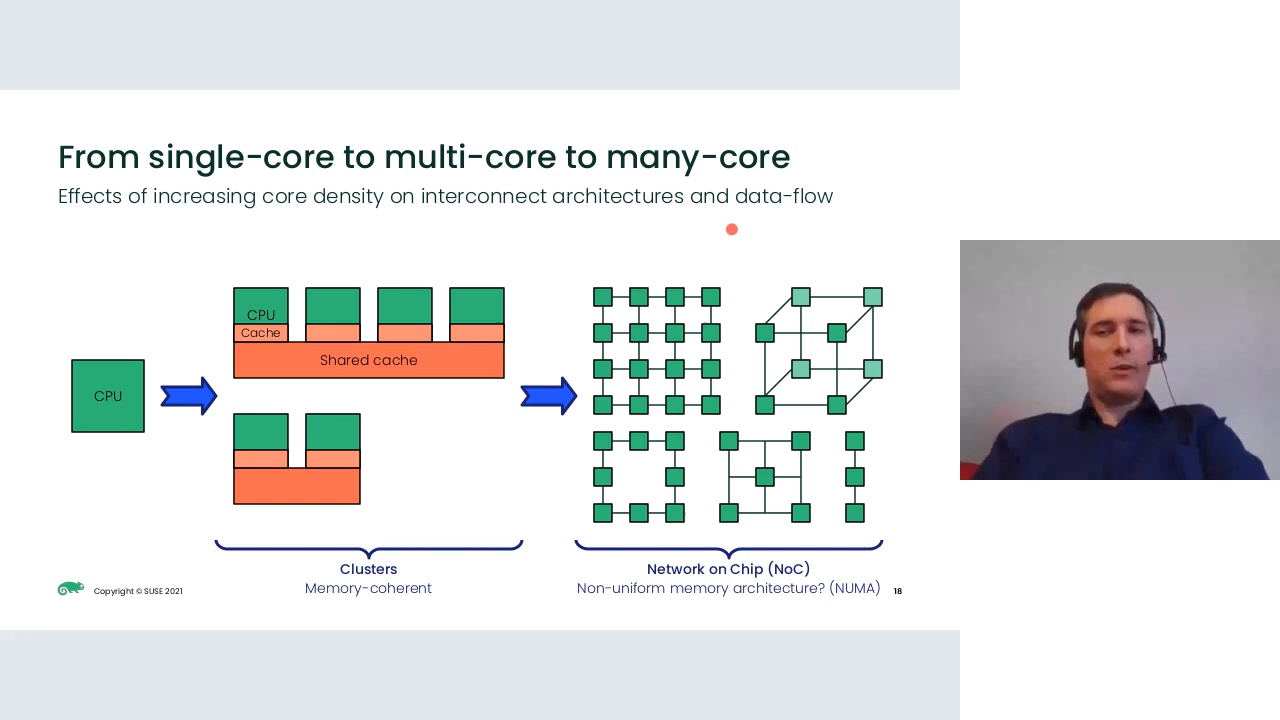 From single-core to multi-core to many-core
Effects of increasing core density on interconnect architectures and data-flow
CPU
CPU
Cache
Shared cache
Clusters
Memory-coherent
Network on Chip (NoC)
Non-uniform memory architecture? (NUMA)
Copyright © SUSE 2021
18